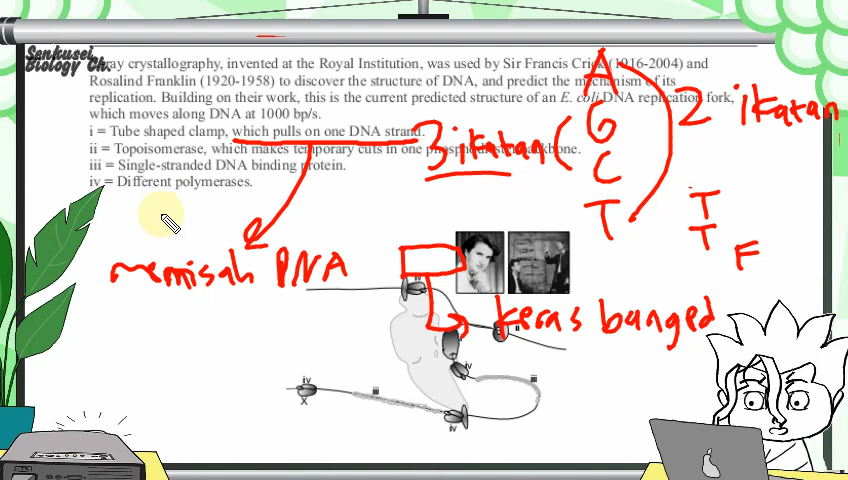 Senkusei
Biology Ch.
ray crystallography, invented at the Royal Institution, was used by Sir Francis Crick (1916-2004) and
Rosalind Franklin (1920-1958) to discover the structure of DNA, and predict the mechanism of its
replication. Building on their work, this is the current predicted structure of an E. coli DNA replication fork,
which moves along DNA at 1000 bp/s.
i = Tube shaped clamp, which pulls on one DNA strand.
ii = Topoisomerase, which makes temporary cuts in one phosphodiester backbone.
iii = Single-stranded DNA binding protein.
iv = Different polymerases.
A
G
C
T
2 ikatan
3 ikatan (
T
T
F
memisah DNA
keras banged
iv
ii
iv
iii
iv
X
iii
iv